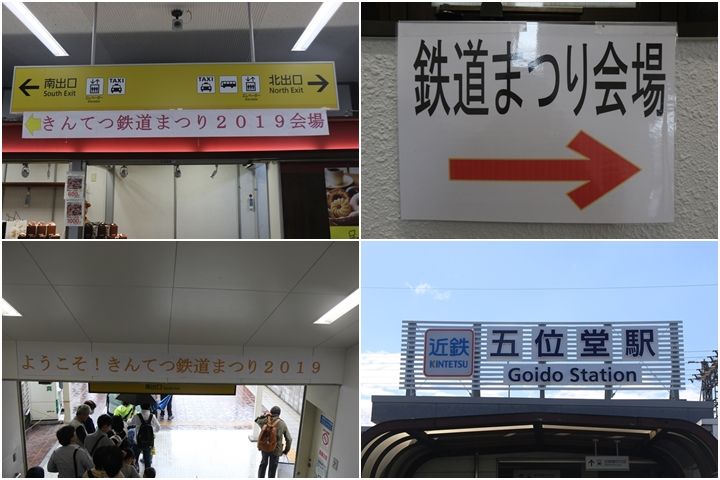 南出口
South Exit
TAXI
TAXI
北出口
North Exit
きんてつ鉄道まつり2019会場
鉄道まつり会場
ようこそ!きんてつ鉄道まつり2019
南出口
近鉄
KINTETSU
五位堂駅
Goido Station